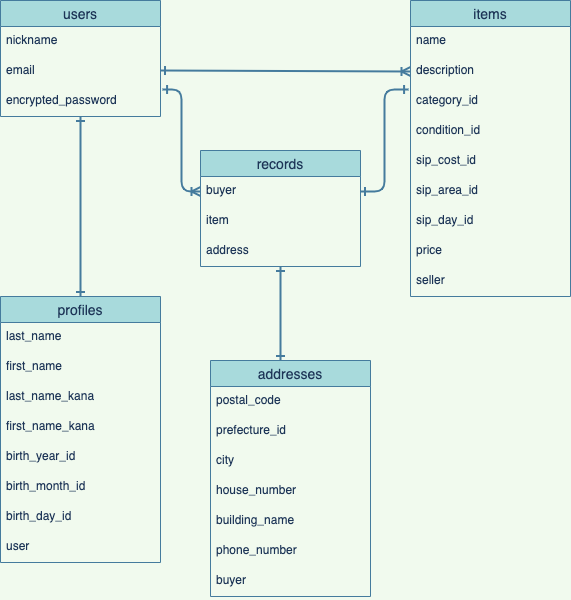 users
nickname
email
encrypted_password
items
name
description
category_id
condition_id
sip_cost_id
sip_area_id
sip_day_id
price
seller
records
buyer
item
address
profiles
last_name
first_name
last_name_kana
first_name_kana
birth_year_id
birth_month_id
birth_day_id
user
addresses
postal_code
prefecture_id
city
house_number
building_name
phone_number
buyer